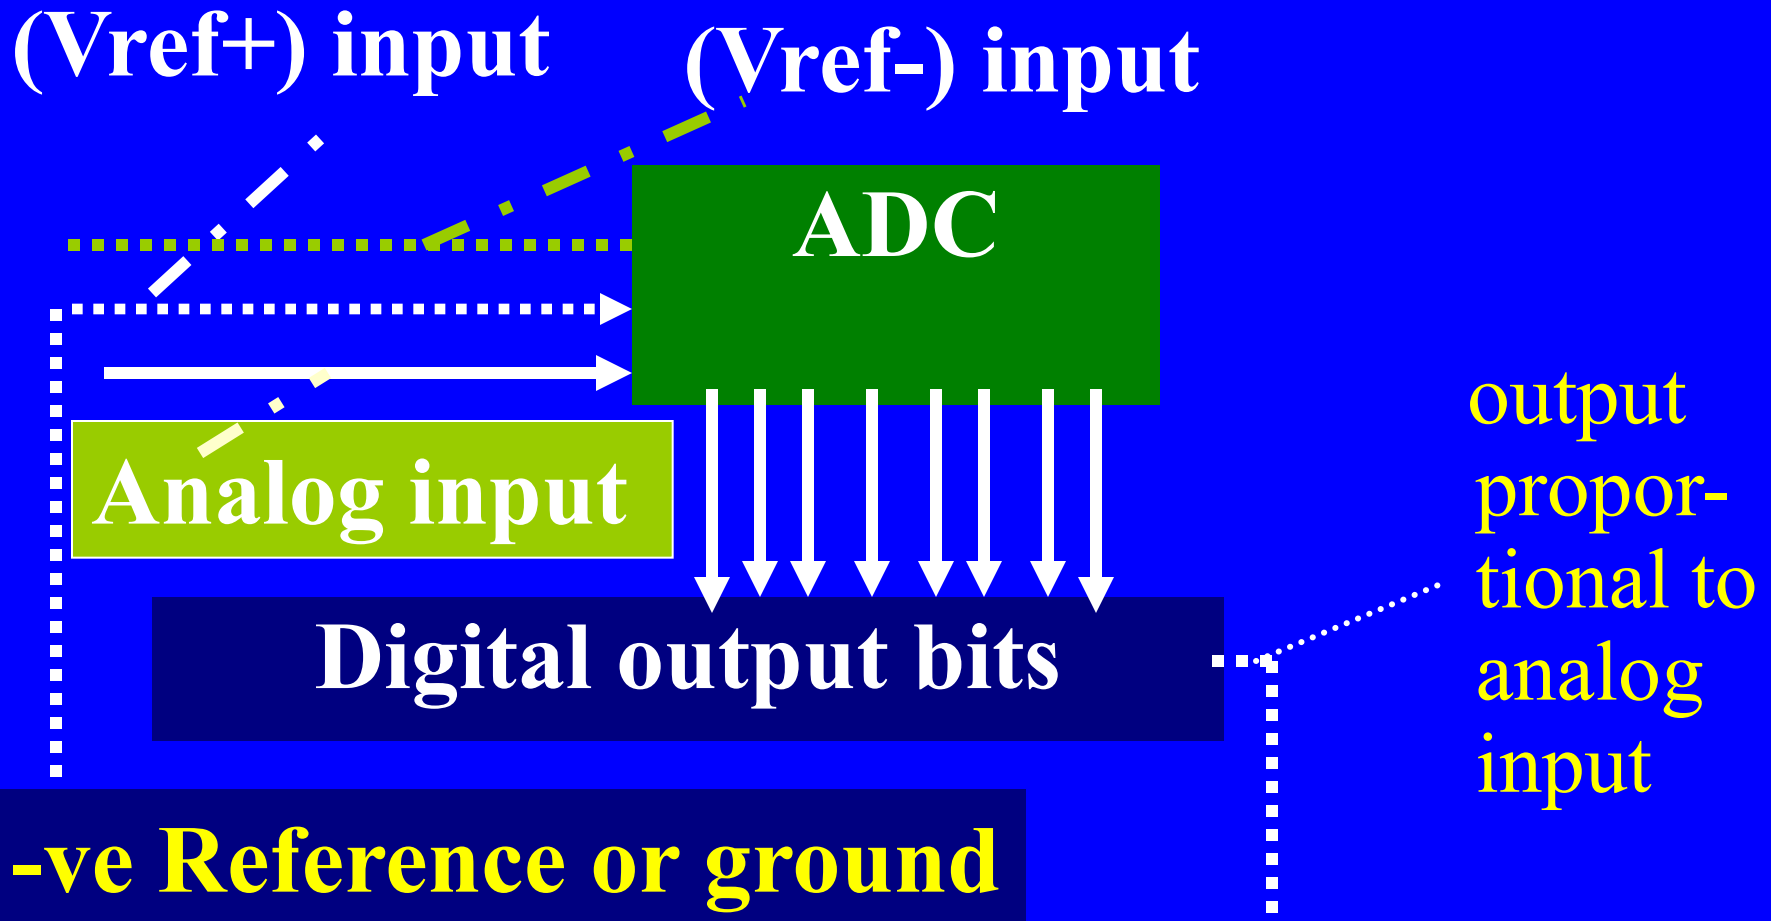 (Vref+) input
(Vref-) input
ADC
Analog input
Digital output bits
output
propor-
tional to
analog
input
-ve Reference or ground